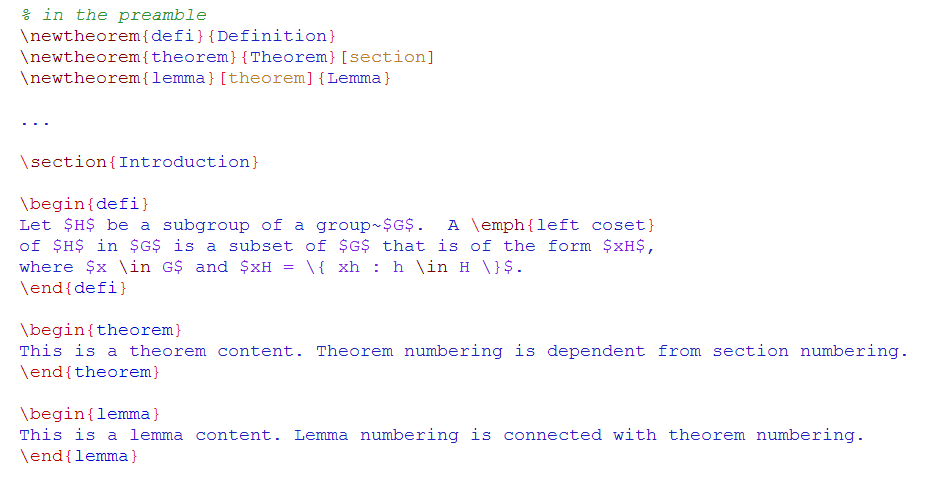 % in the preamble
\newtheorem{defi}{Definition}
\newtheorem{theorem}{Theorem}[section]
\newtheorem{lemma}[theorem]{Lemma}
...
\section{Introduction}
\begin{defi}
Let $H$ be a subgroup of a group~$G$.  A \emph{left coset}
of $H$ in $G$ is a subset of $G$ that is of the form $xH$,
where $x \in G$ and $xH = \{ xh : h \in H \}$.
\end{defi}
\begin{theorem}
This is a theorem content. Theorem numbering is dependent from section numbering.
\end{theorem}
\begin{lemma}
This is a lemma content. Lemma numbering is connected with theorem numbering.
\end{lemma}